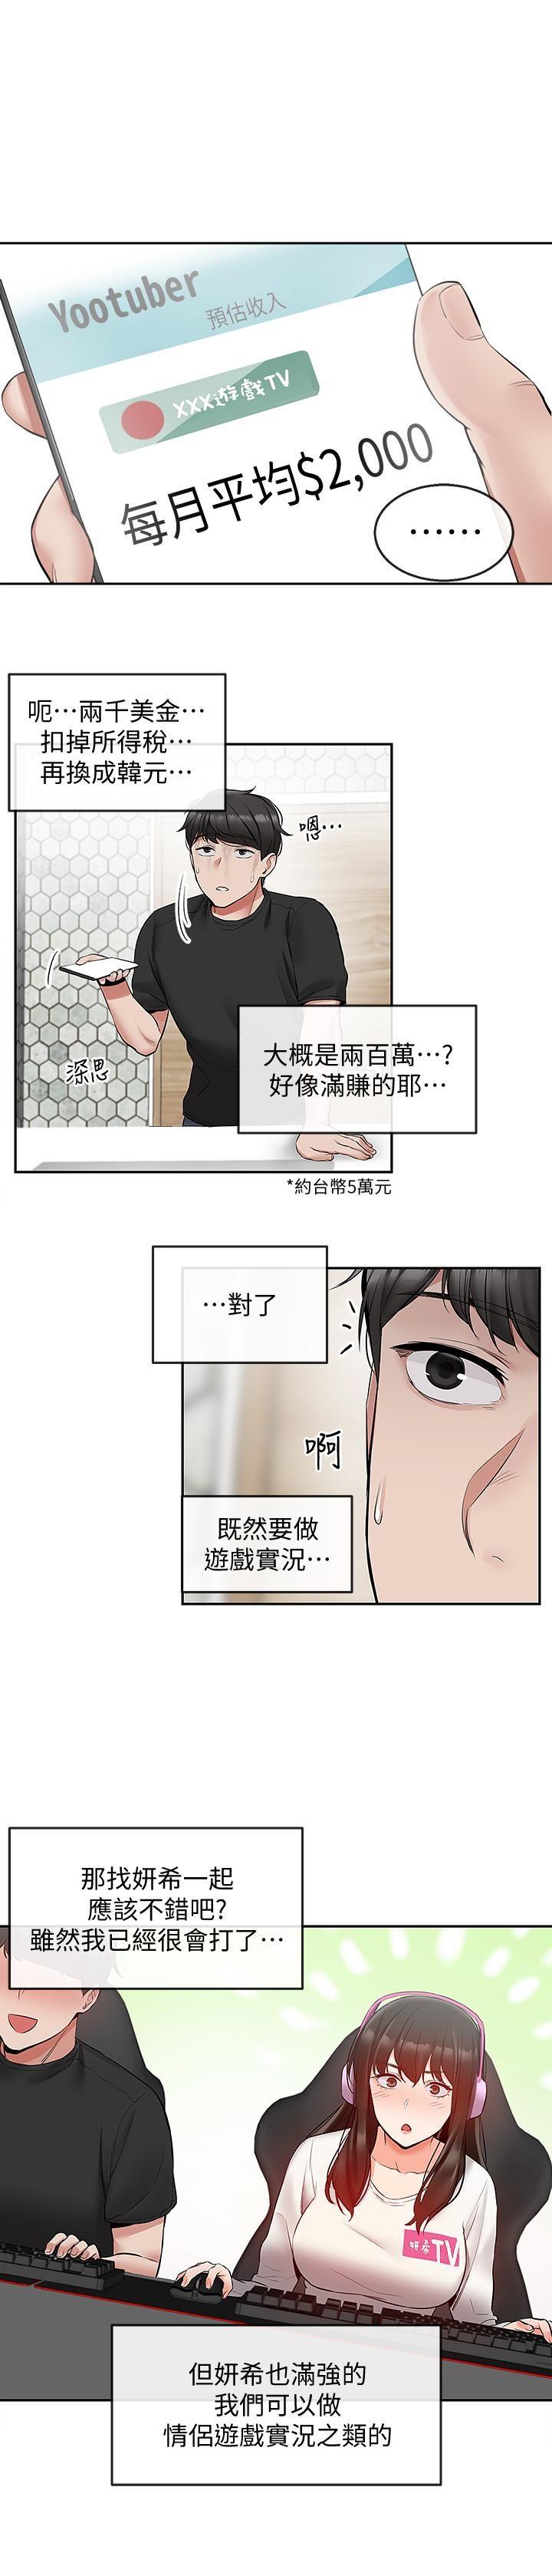 Yootuber
預估收入
XXX遊戲TV
每月平均$2,000
……
呃…兩千美金…
扣掉所得稅…
再換成韓元…
嗯…
深思
大概是兩百萬…?
好像滿賺的耶…
*約台幣5萬元
…對了
啊
既然要做
遊戲實況…
那找妍希一起
應該不錯吧?
雖然我已經很會打了…
妍希TV
但妍希也滿強的
我們可以做
情侶遊戲實況之類的